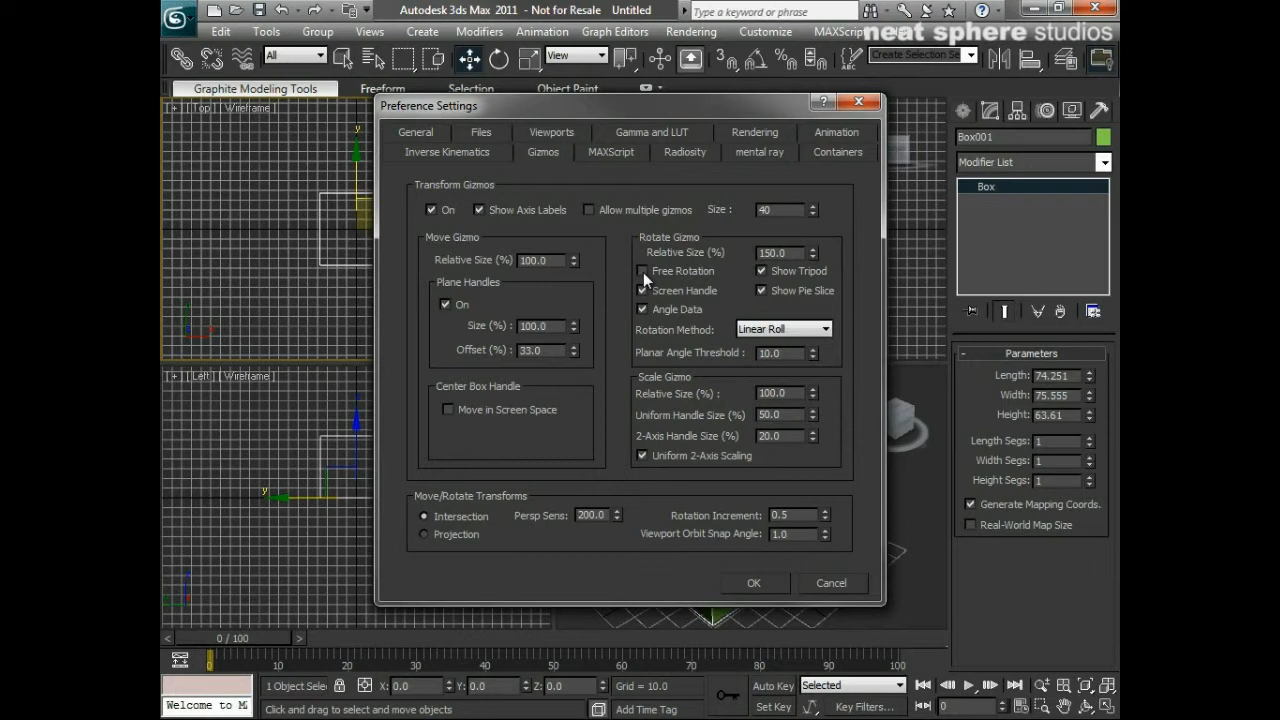 Autodesk 3ds Max 2011 - Not for Resale Untitled
Type a keyword or phrase
Edit Tools Group Views Create Modifiers Animation Graph Editors Rendering Customize MAXScript
neat sphere studios
All View Create Selection Se
Graphite Modeling Tools Freeform Selection Object Paint
[ + ] [Top] [Wireframe]
y
Preference Settings
General Files Viewports Gamma and LUT Rendering Animation
Inverse Kinematics Gizmos MAXScript Radiosity mental ray Containers
Transform Gizmos
On Show Axis Labels Allow multiple gizmos Size : 40
Move Gizmo
Relative Size (%) 100.0
Plane Handles
On
Size (%) : 100.0
Offset (%) : 33.0
Center Box Handle
Move in Screen Space
Rotate Gizmo
Relative Size (%) 150.0
Free Rotation Show Tripod
Screen Handle Show Pie Slice
Angle Data
Rotation Method: Linear Roll
Planar Angle Threshold : 10.0
Scale Gizmo
Relative Size (%) : 100.0
Uniform Handle Size (%) 50.0
2-Axis Handle Size (%) 20.0
Uniform 2-Axis Scaling
Move/Rotate Transforms
Intersection Persp Sens: 200.0 Rotation Increment: 0.5
Projection Viewport Orbit Snap Angle: 1.0
OK Cancel
[ + ] [Left] [Wireframe]
y
Box001
Modifier List
Box
- Parameters
Length: 74.251
Width: 75.555
Height: 63.61
Length Segs: 1
Width Segs: 1
Height Segs: 1
Generate Mapping Coords.
Real-World Map Size
< 0 / 100 >
0 10 20 30 40 50 60 70 80 90 100
1 Object Sele X: 0.0 Y: 0.0 Z: 0.0 Grid = 10.0 Auto Key Selected
Welcome to M Click and drag to select and move objects Add Time Tag Set Key Key Filters... 0